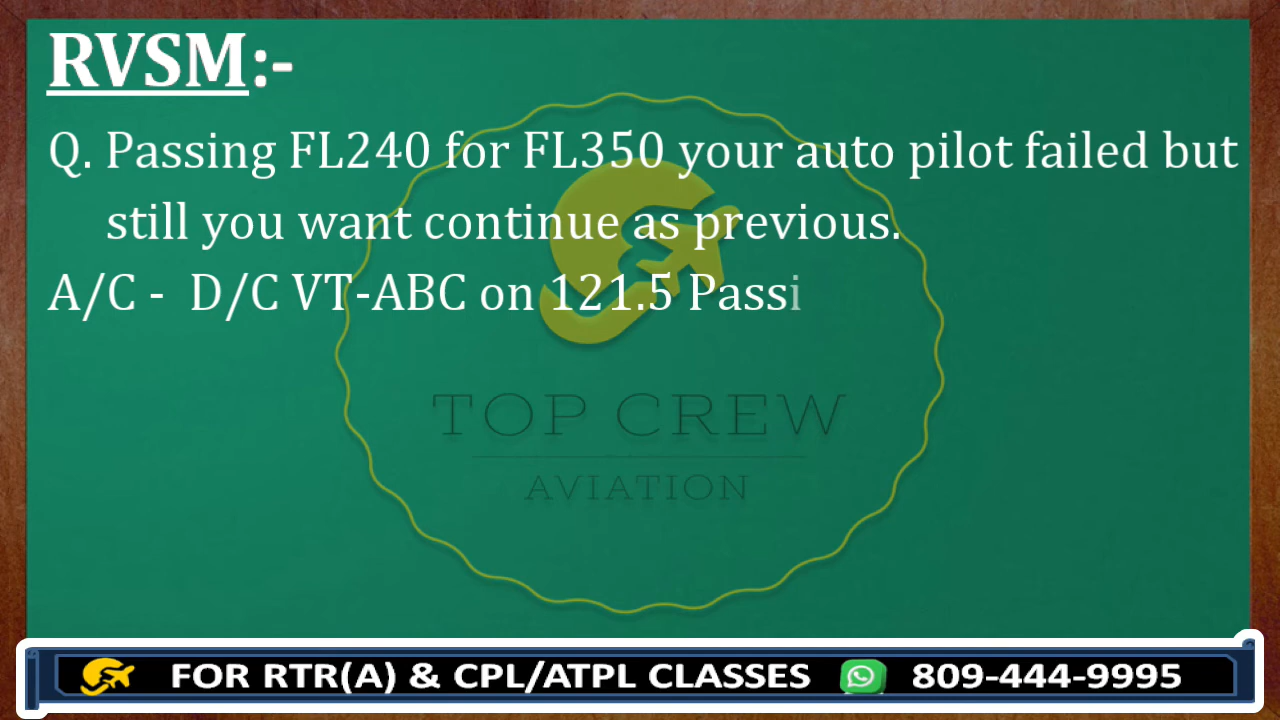 RVSM:-
Q. Passing FL240 for FL350 your auto pilot failed but
still you want continue as previous.
A/C - D/C VT-ABC on 121.5 Passi
TOP CREW
AVIATION
FOR RTR(A) & CPL/ATPL CLASSES 809-444-9995